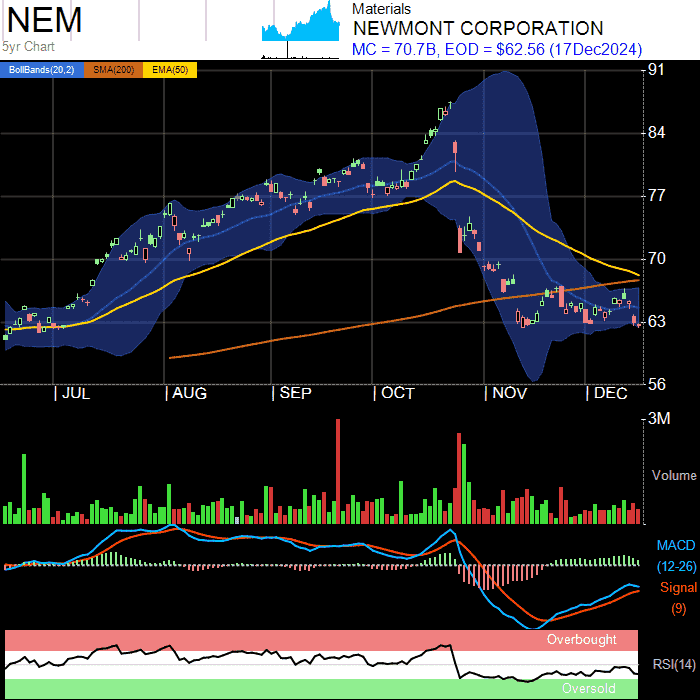 NEM
5yr Chart
Materials
NEWMONT CORPORATION
MC = 70.7B, EOD = $62.56 (17Dec2024)
BollBands(20,2) SMA(200) EMA(50)
91
84
77
70
63
56
| JUL | AUG | SEP | OCT | NOV | DEC
3M
Volume
MACD
(12-26)
Signal
(9)
Overbought
RSI(14)
Oversold